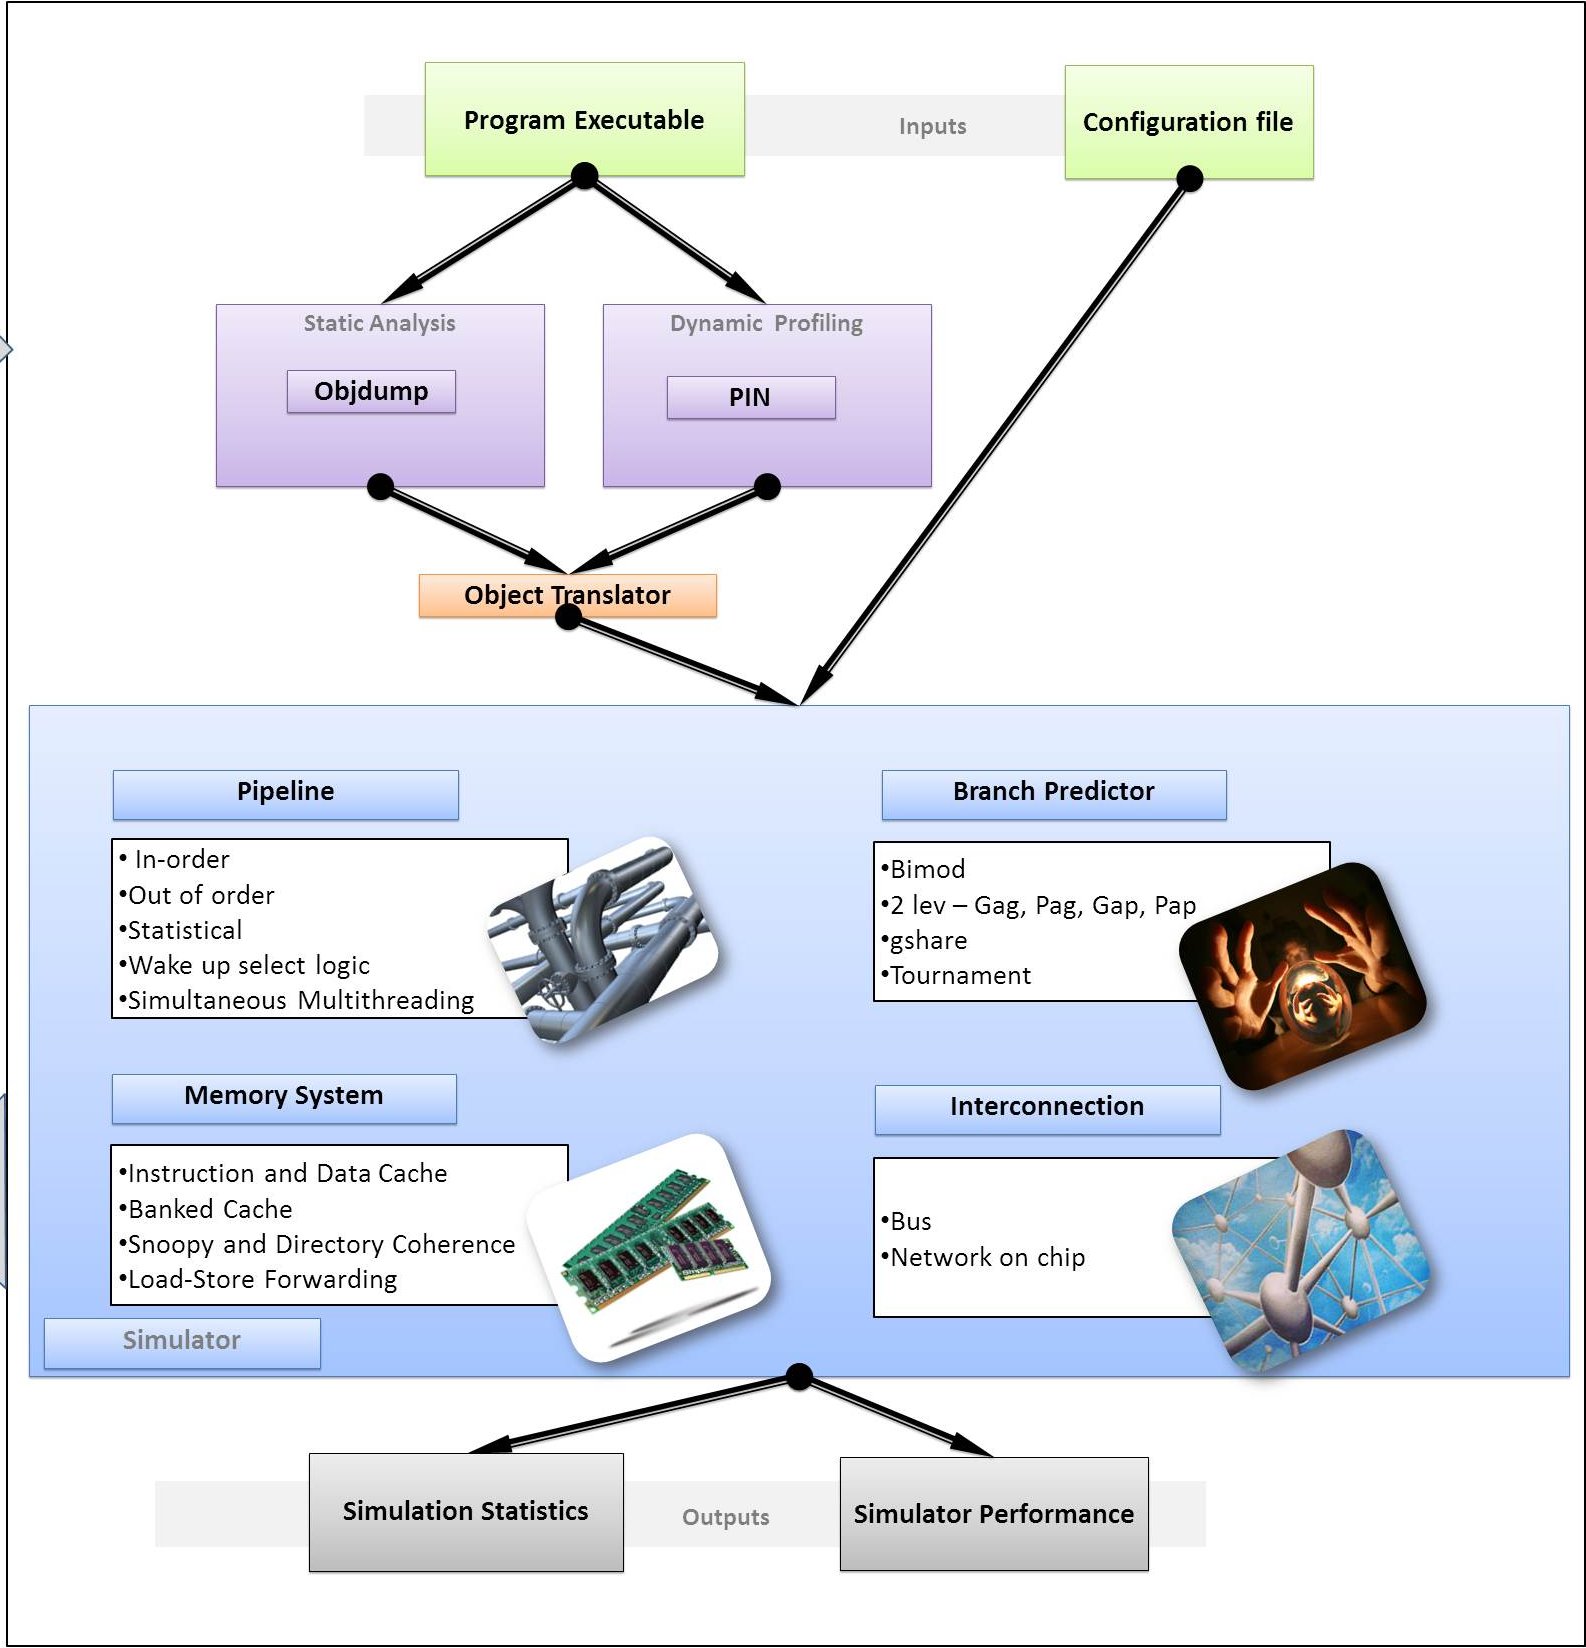 Program Executable
Inputs
Configuration file
Static Analysis
Objdump
Dynamic Profiling
PIN
Object Translator
Pipeline
• In-order
•Out of order
•Statistical
•Wake up select logic
•Simultaneous Multithreading
Branch Predictor
•Bimod
•2 lev – Gag, Pag, Gap, Pap
•gshare
•Tournament
Memory System
•Instruction and Data Cache
•Banked Cache
•Snoopy and Directory Coherence
•Load-Store Forwarding
Interconnection
•Bus
•Network on chip
Simulator
Simulation Statistics
Outputs
Simulator Performance